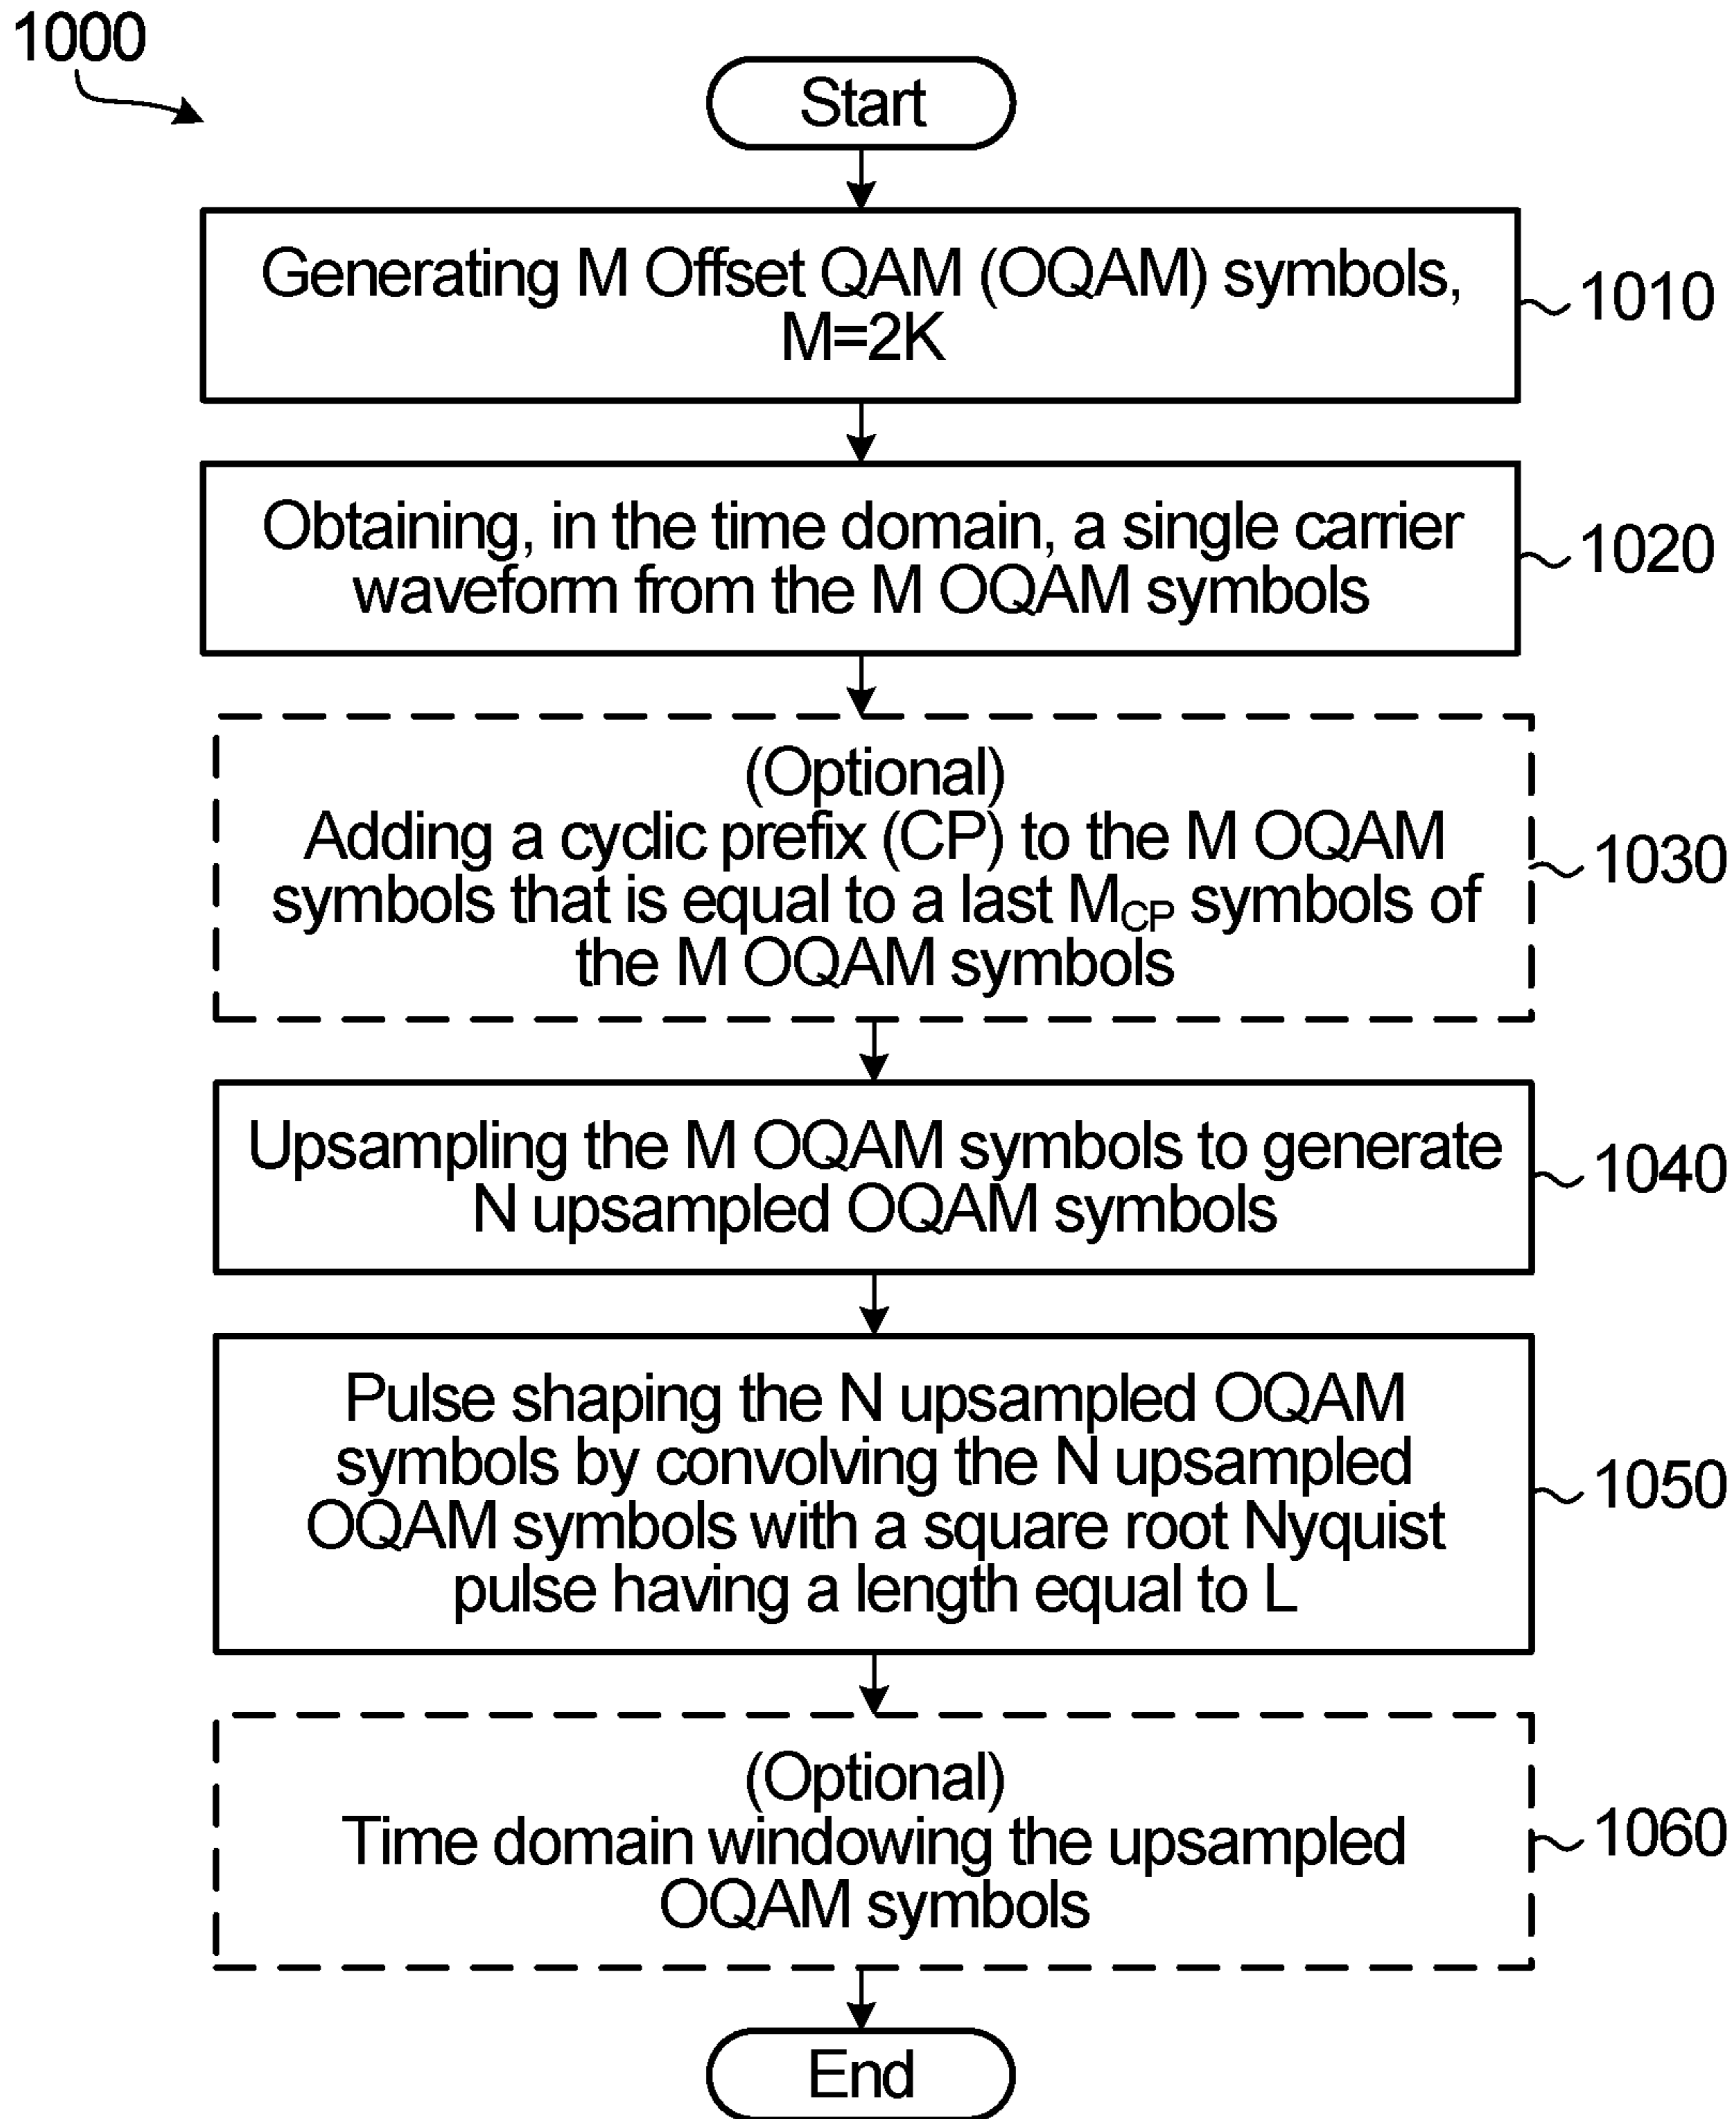 1000
Start
Generating M Offset QAM (OQAM) symbols,
M=2K
1010
Obtaining, in the time domain, a single carrier
waveform from the M OQAM symbols
1020
(Optional)
Adding a cyclic prefix (CP) to the M OQAM
symbols that is equal to a last MCP symbols of
the M OQAM symbols
1030
Upsampling the M OQAM symbols to generate
N upsampled OQAM symbols
1040
Pulse shaping the N upsampled OQAM
symbols by convolving the N upsampled
OQAM symbols with a square root Nyquist
pulse having a length equal to L
1050
(Optional)
Time domain windowing the upsampled
OQAM symbols
1060
End